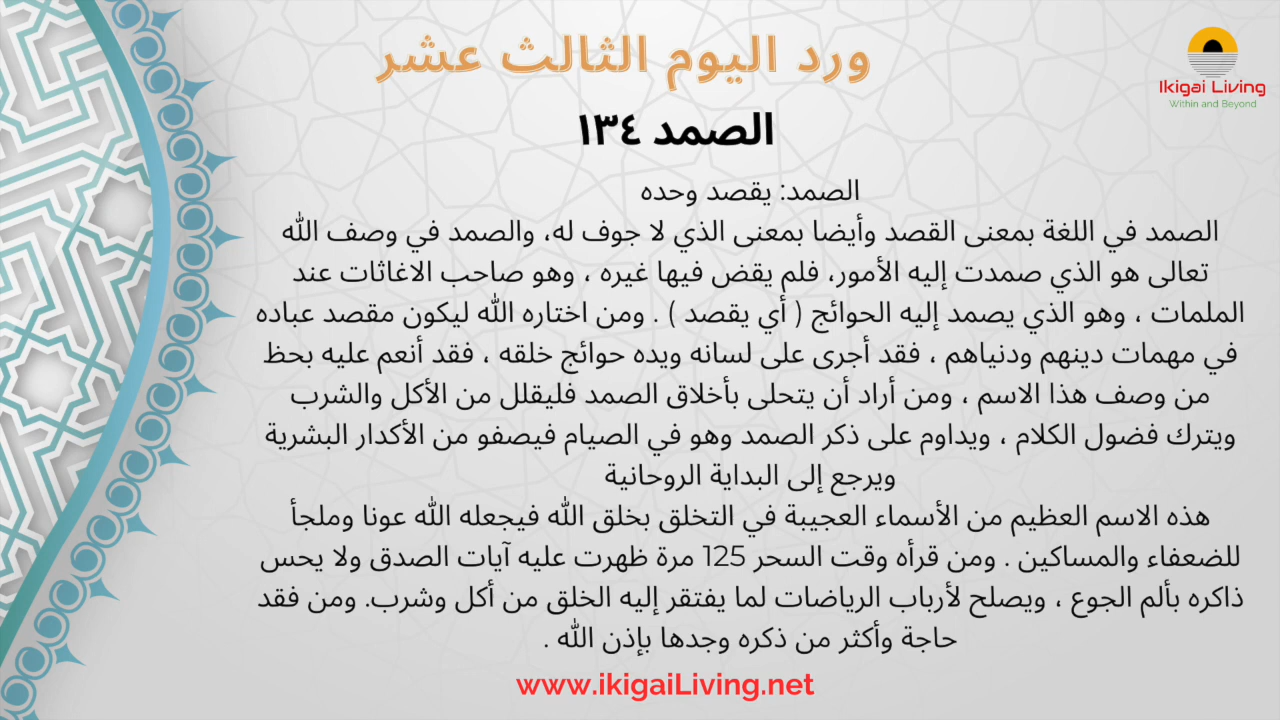 ورد اليوم الثالث عشر
Ikigai Living
Within and Beyond
الصمد ١٣٤
الصمد: يقصد وحده
الصمد في اللغة بمعنى القصد وأيضا بمعنى الذي لا جوف له، والصمد في وصف الله
تعالى هو الذي صمدت إليه الأمور، فلم يقض فيها غيره ، وهو صاحب الاغاثات عند
الملمات ، وهو الذي يصمد إليه الحوائج ( أي يقصد ) . ومن اختاره الله ليكون مقصد عباده
في مهمات دينهم ودنياهم ، فقد أجرى على لسانه ويده حوائج خلقه ، فقد أنعم عليه بحظ
من وصف هذا الاسم ، ومن أراد أن يتحلى بأخلاق الصمد فليقلل من الأكل والشرب
ويترك فضول الكلام ، ويداوم على ذكر الصمد وهو في الصيام فيصفو من الأكدار البشرية
ويرجع إلى البداية الروحانية
هذه الاسم العظيم من الأسماء العجيبة في التخلق بخلق الله فيجعله الله عونا وملجأ
للضعفاء والمساكين . ومن قرأه وقت السحر 125 مرة ظهرت عليه آيات الصدق ولا يحس
ذاكره بألم الجوع ، ويصلح لأرباب الرياضات لما يفتقر إليه الخلق من أكل وشرب. ومن فقد
حاجة وأكثر من ذكره وجدها بإذن الله .
www.ikigaiLiving.net